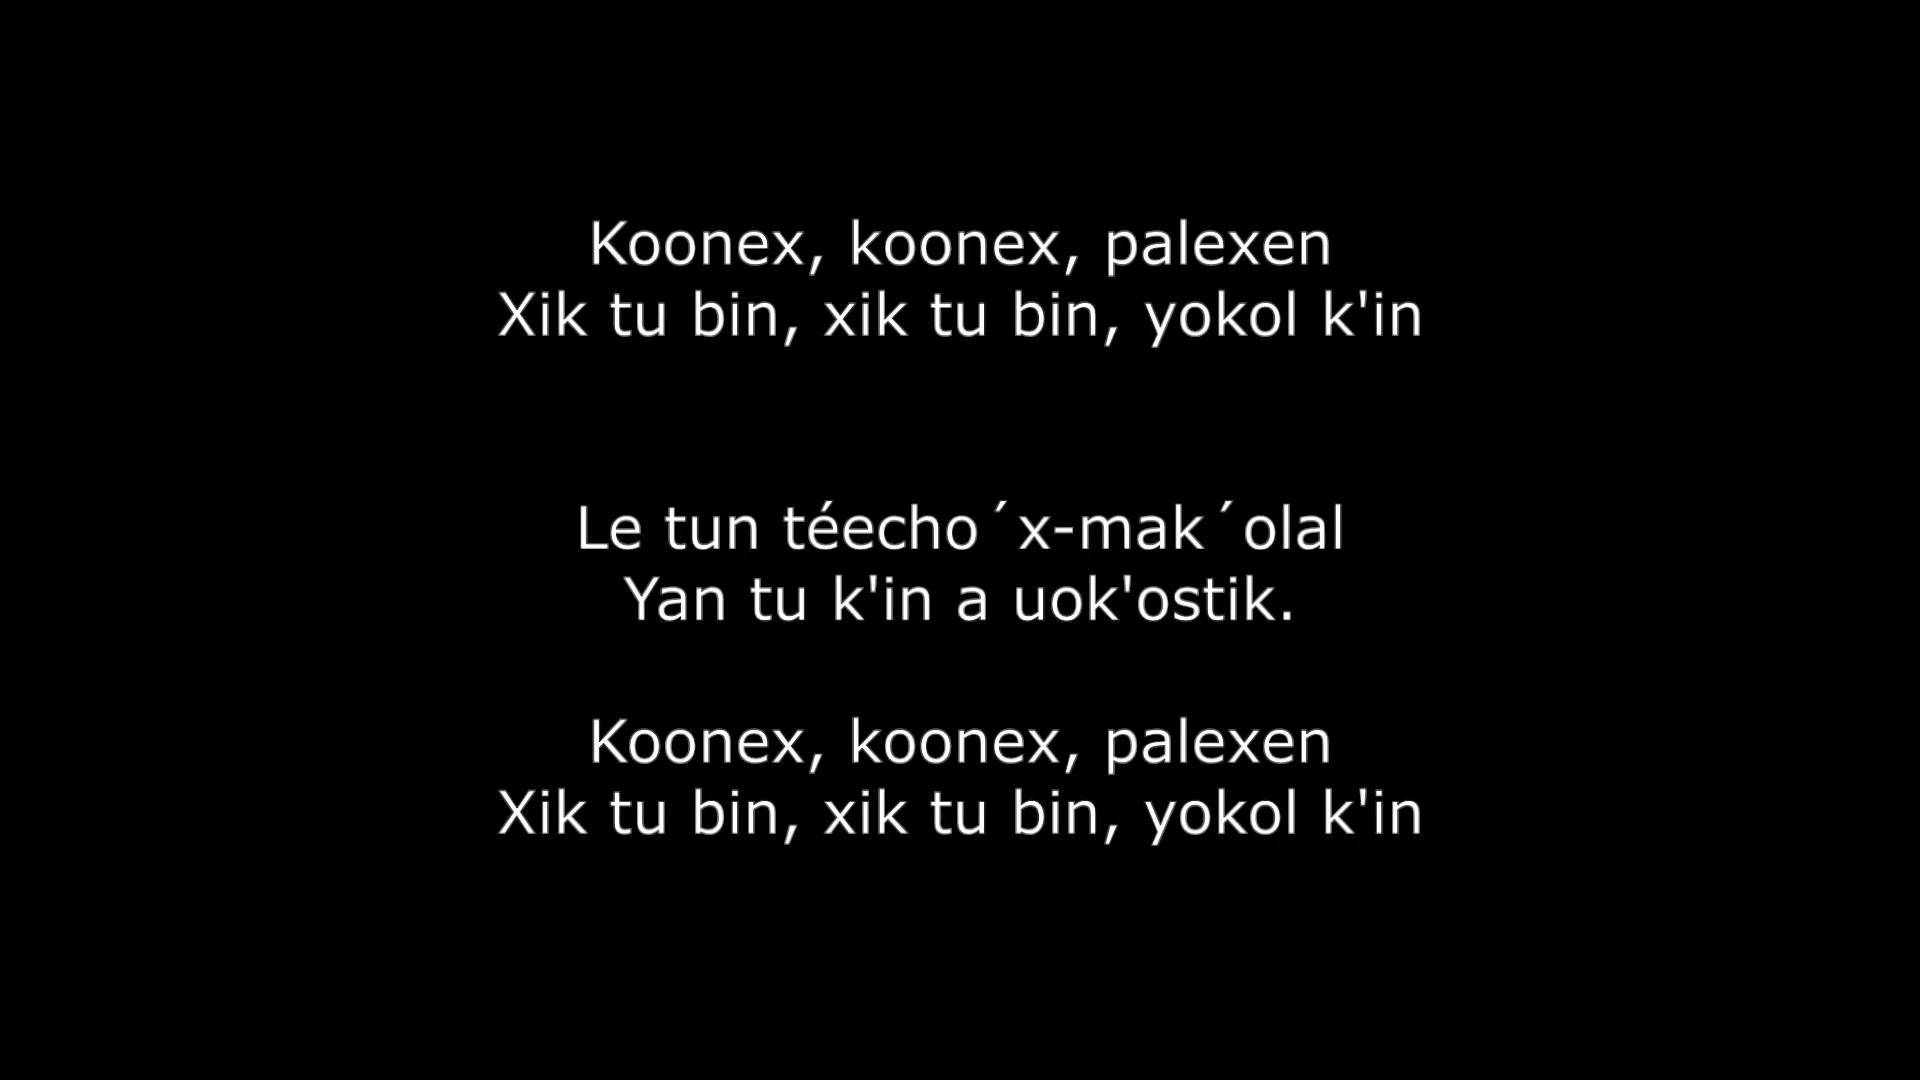 Koonex, koonex, palexen
Xik tu bin, xik tu bin, yokol k'in
Le tun téecho´x-mak´olal
Yan tu k'in a uok'ostik.
Koonex, koonex, palexen
Xik tu bin, xik tu bin, yokol k'in